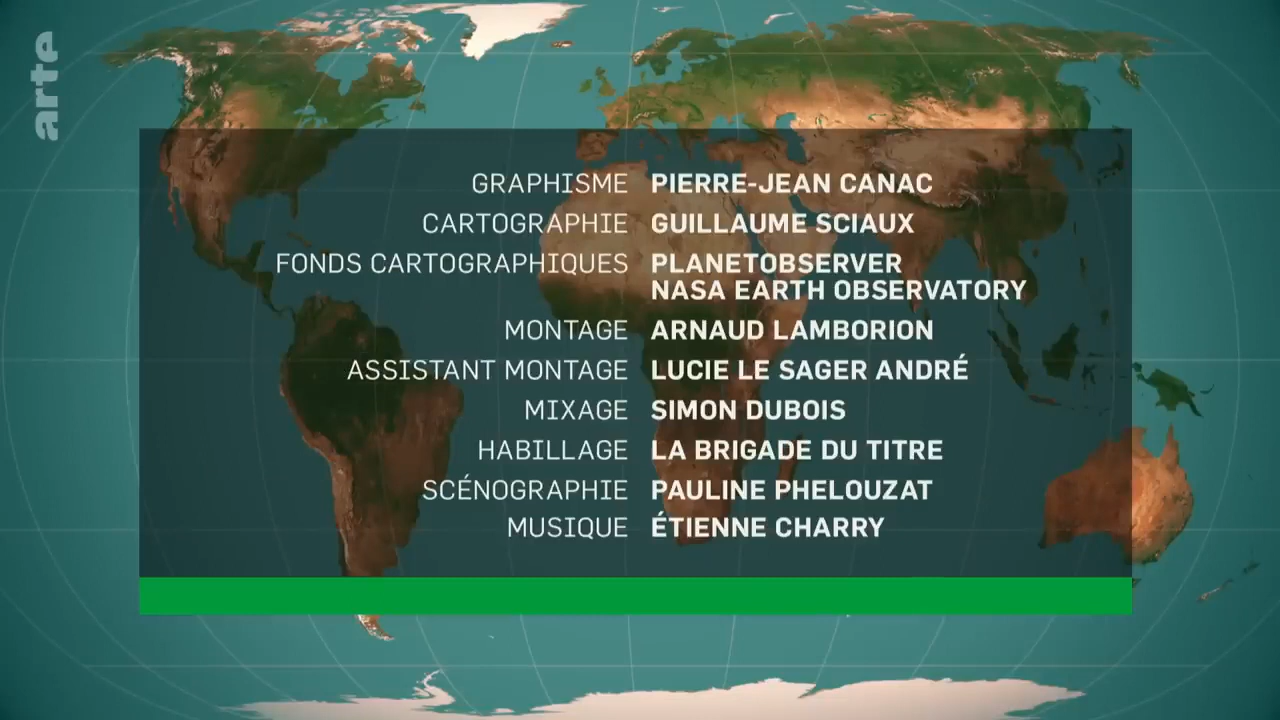 arte
GRAPHISME PIERRE-JEAN CANAC
CARTOGRAPHIE GUILLAUME SCIAUX
FONDS CARTOGRAPHIQUES PLANETOBSERVER
NASA EARTH OBSERVATORY
MONTAGE ARNAUD LAMBORION
ASSISTANT MONTAGE LUCIE LE SAGER ANDRÉ
MIXAGE SIMON DUBOIS
HABILLAGE LA BRIGADE DU TITRE
SCÉNOGRAPHIE PAULINE PHELOUZAT
MUSIQUE ÉTIENNE CHARRY